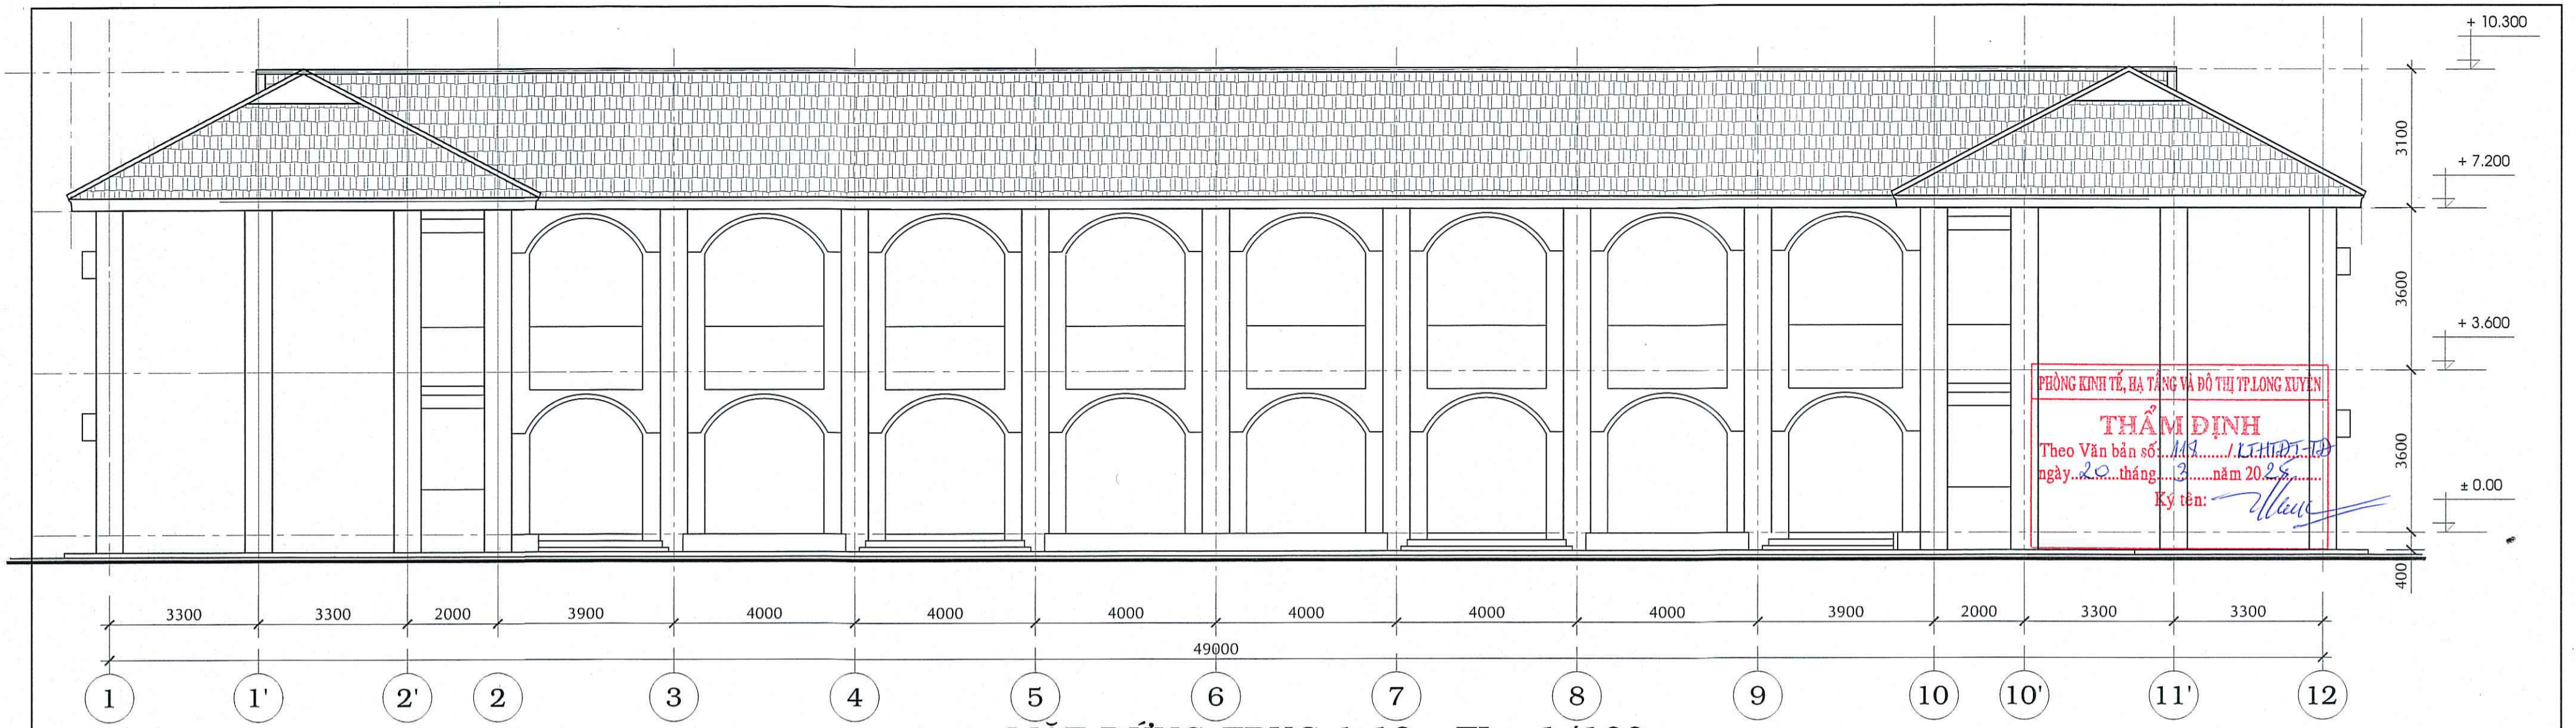 + 10.300
3100
+ 7.200
3600
+ 3.600
PHÒNG KINH TẾ, HẠ TẦNG VÀ ĐÔ THỊ TP.LONG XUYÊN
THẨM ĐỊNH
Theo Văn bản số: /KTHTĐT-TĐ
ngày 20 tháng 3 năm 202
Ký tên:
3600
± 0.00
400
3300 3300 2000 3900 4000 4000 4000 4000 4000 4000 3900 2000 3300 3300
49000
1 1' 2' 2 3 4 5 6 7 8 9 10 10' 11' 12